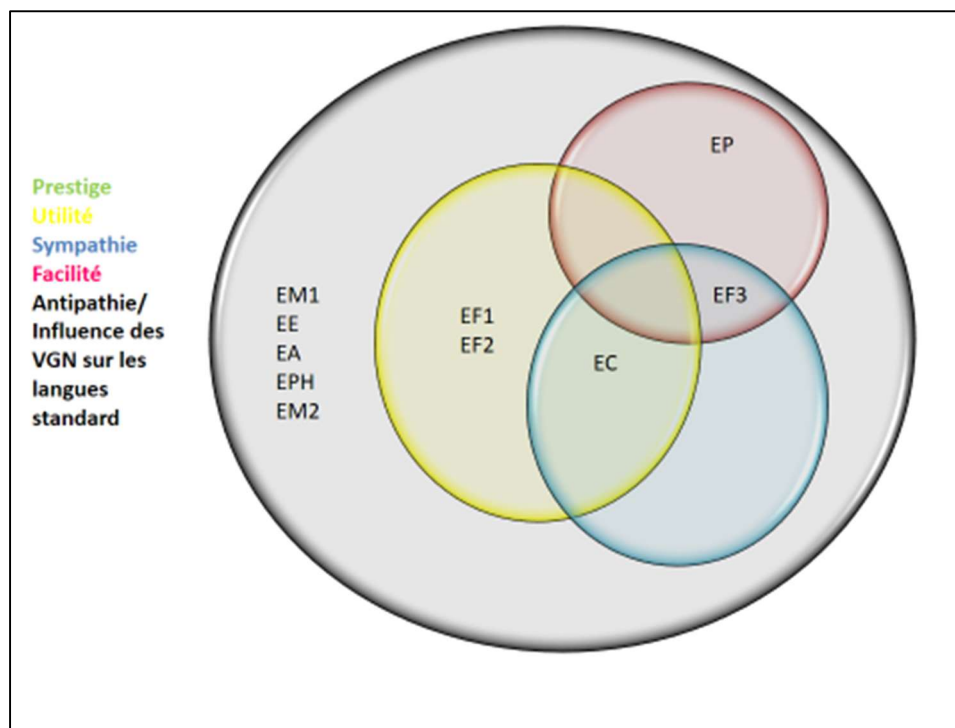 Prestige
Utilité
Sympathie
Facilité
Antipathie/
Influence des
VGN sur les
langues
standard
EM1
EE
EA
EPH
EM2
EF1
EF2
EC
EP
EF3